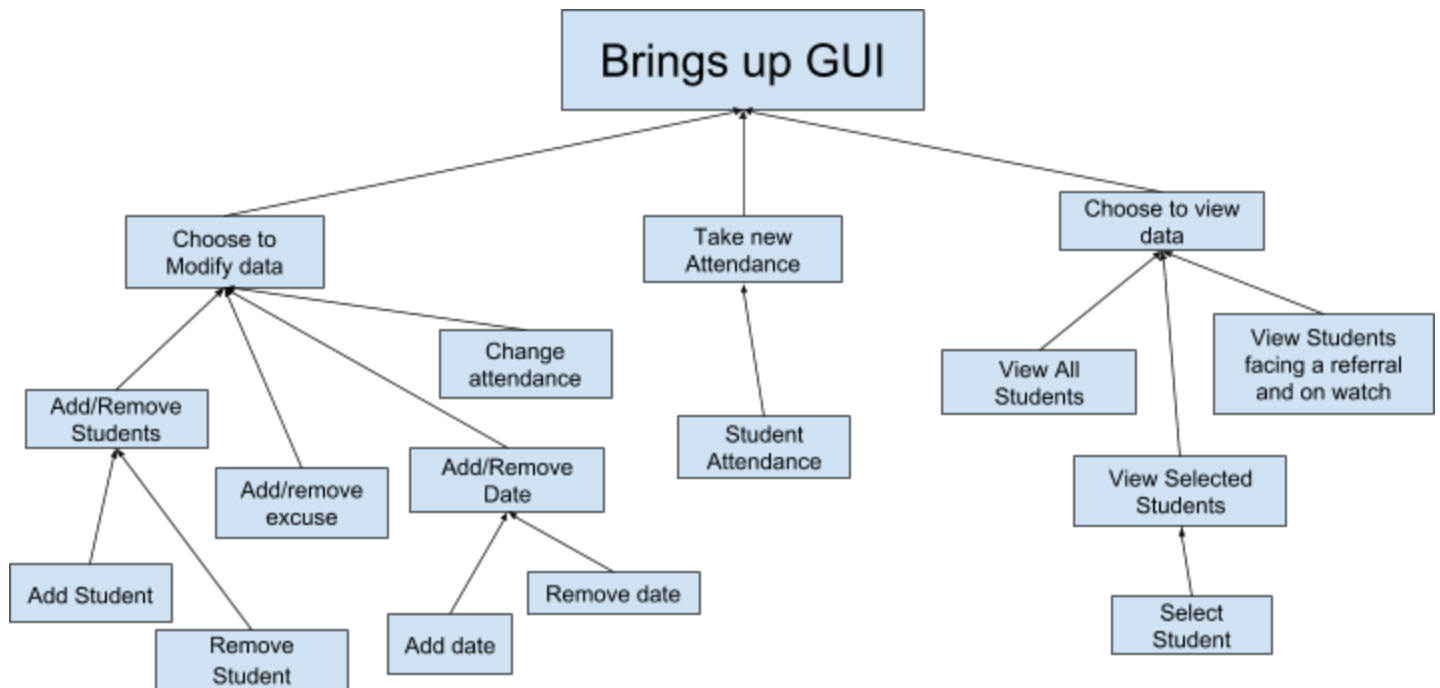 Brings up GUI
Choose to
Modify data
Take new
Attendance
Choose to view
data
Change
attendance
View All
Students
View Students
facing a referral
and on watch
Add/Remove
Students
Add/remove
excuse
Add/Remove
Date
Student
Attendance
View Selected
Students
Add Student
Remove
Student
Add date
Remove date
Select
Student